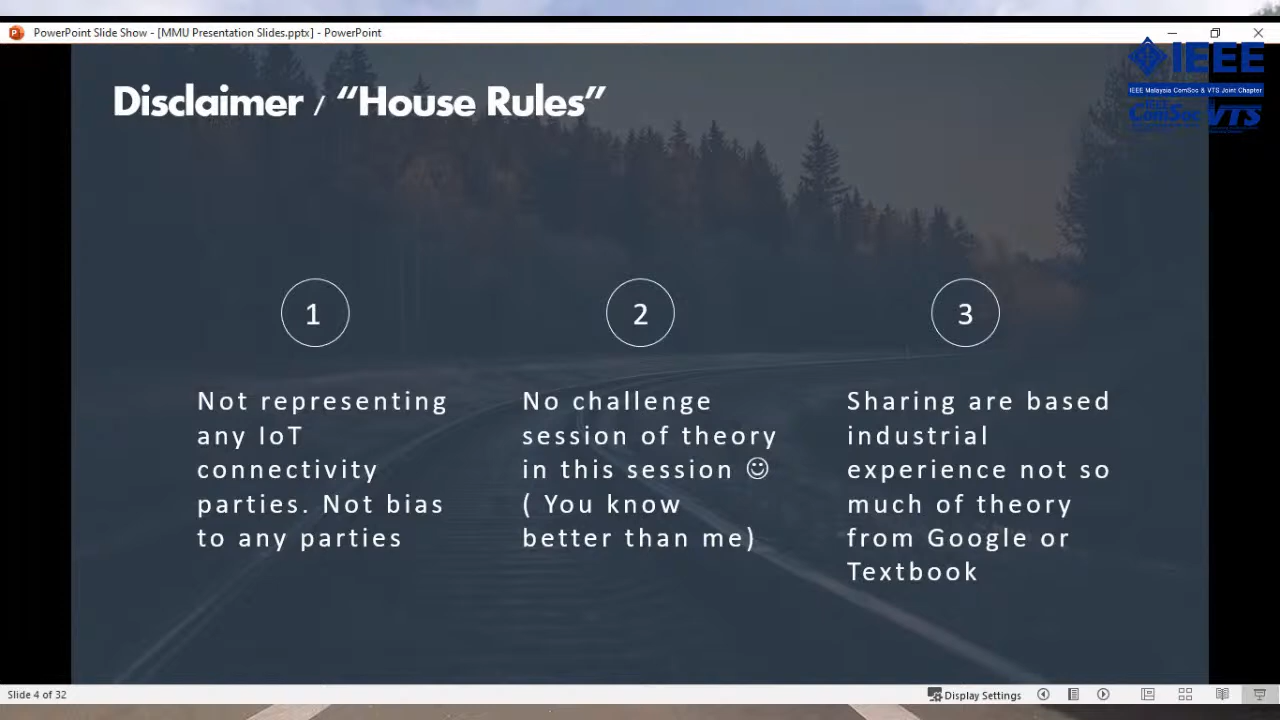 PowerPoint Slide Show - [MMU Presentation Slides.pptx] - PowerPoint
IEEE
IEEE Malaysia ComSoc & VTS Joint Chapter
IEEE
ComSoc
VTS
Disclaimer / “House Rules”
1
Not representing
any IoT
connectivity
parties. Not bias
to any parties
2
No challenge
session of theory
in this session ☺
( You know
better than me)
3
Sharing are based
industrial
experience not so
much of theory
from Google or
Textbook
Slide 4 of 32
Display Settings